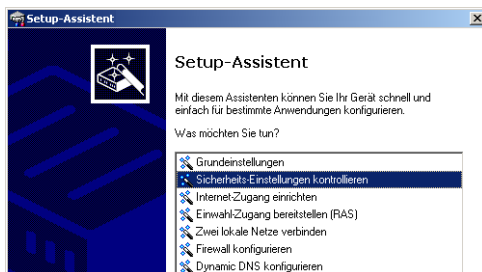 Setup-Assistent
Setup-Assistent
Mit diesem Assistenten können Sie Ihr Gerät schnell und
einfach für bestimmte Anwendungen konfigurieren.
Was möchten Sie tun?
Grundeinstellungen
Sicherheits-Einstellungen kontrollieren
Internet-Zugang einrichten
Einwahl-Zugang bereitstellen (RAS)
Zwei lokale Netze verbinden
Firewall konfigurieren
Dynamic DNS konfigurieren